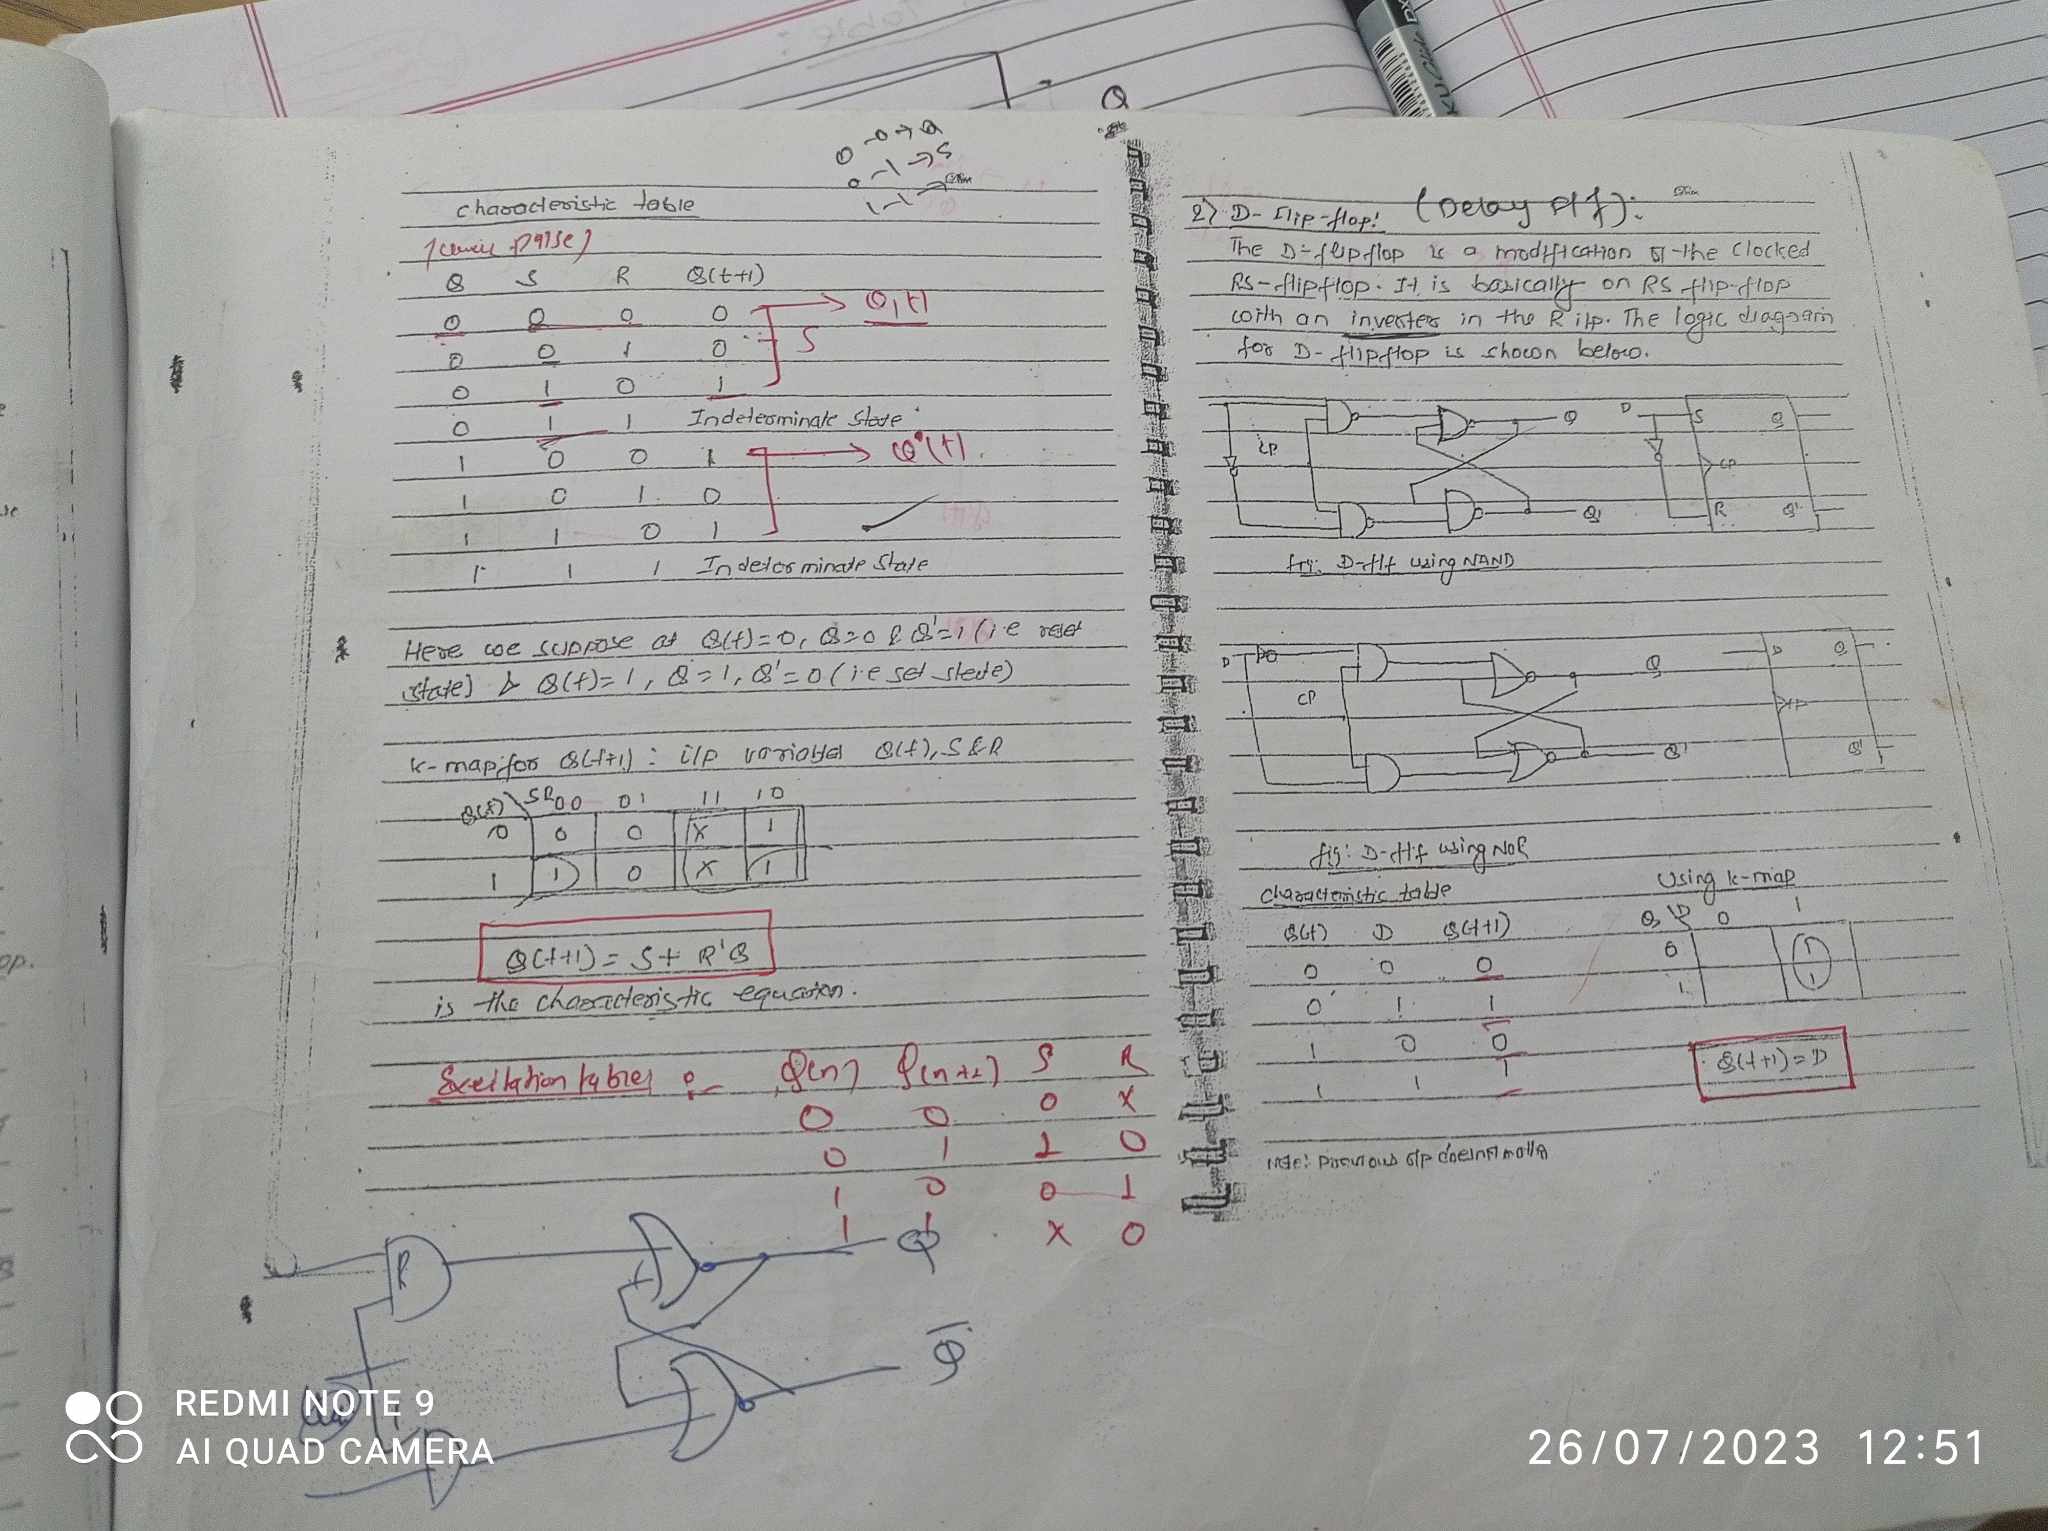 Q
0-0→Q
0-1→S
1-1→
Characteristic table
Q S R Q(t+1)
0 0 0 0 → Q(t)
0 0 1 0 S
0 1 0 1
0 1 1 Indeterminate State
1 0 0 1 → Q(t)
1 0 1 0
1 1 0 1
1 1 1 Indeterminate State
Here we suppose at Q(t)=0, Q=0 & Q'=1 (i.e reset
state) & Q(t)=1, Q=1, Q'=0 (i.e set state)
K-map for Q(t+1): i/p variables Q(t), S & R
Q(t) SR 00 01 11 10
0 0 0 x 1
1 1 0 x 1
Q(t+1) = S + R'Q
is the characteristic equation.
Excitation tables :- Q(n) Q(n+1) S R
0 0 0 x
0 1 1 0
1 0 0 1
1 1 x 0
R Q
Q̅
2) D-flip-flop! (Delay f/f):
The D-flipflop is a modification of the clocked
RS-flipflop. It is basically an RS flip-flop
with an inverter in the R i/p. The logic diagram
for D-flipflop is shown below.
CP Q Q'
D S Q CP R Q'
fig: D-f/f using NAND
D CP Q Q'
D Q CP Q'
fig: D-f/f using NOR
Characteristic table
Q(t) D Q(t+1)
0 0 0
0 1 1
1 0 0
1 1 1
Using k-map
Q D 0 1
0 1
1 1
Q(t+1) = D
note: previous o/p doesn't matter
REDMI NOTE 9
AI QUAD CAMERA
26/07/2023 12:51